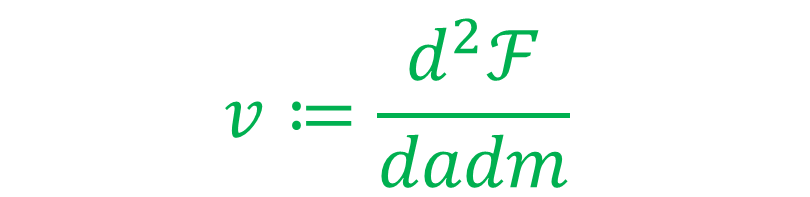 𝑣 ≔ 𝑑²ℱ / 𝑑𝑎𝑑𝑚